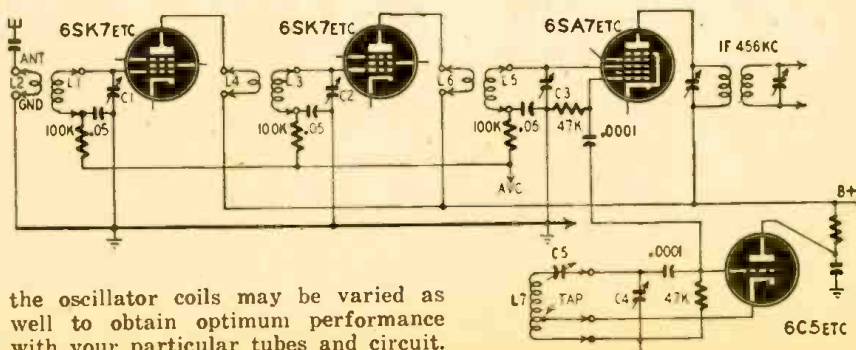 6SK7ETC
6SK7ETC
6SA7ETC
IF 456KC
ANT
L2
L1
GND
C1
100K
.05
L4
L3
C2
100K
.05
L6
L5
C3
47K
.0001
100K
.05
AVC
B+
C5
.0001
L7
TAP
C4
47K
6C5ETC
the oscillator coils may be varied as
well to obtain optimum performance
with your particular tubes and circuit.